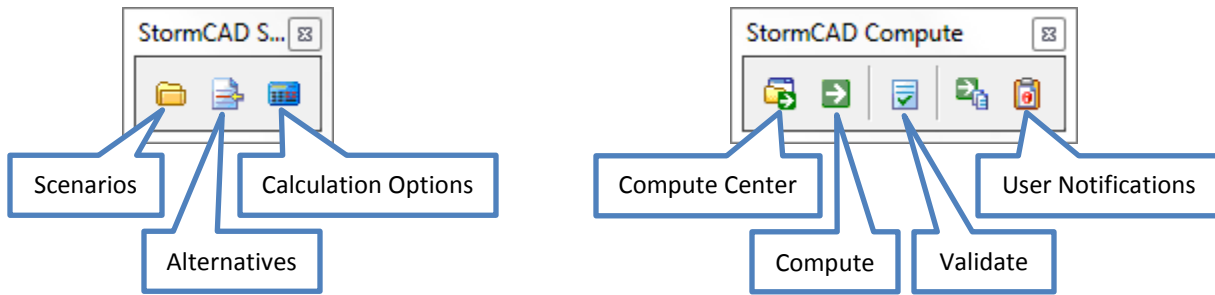 StormCAD S...
Scenarios
Calculation Options
Alternatives
StormCAD Compute
Compute Center
User Notifications
Compute
Validate